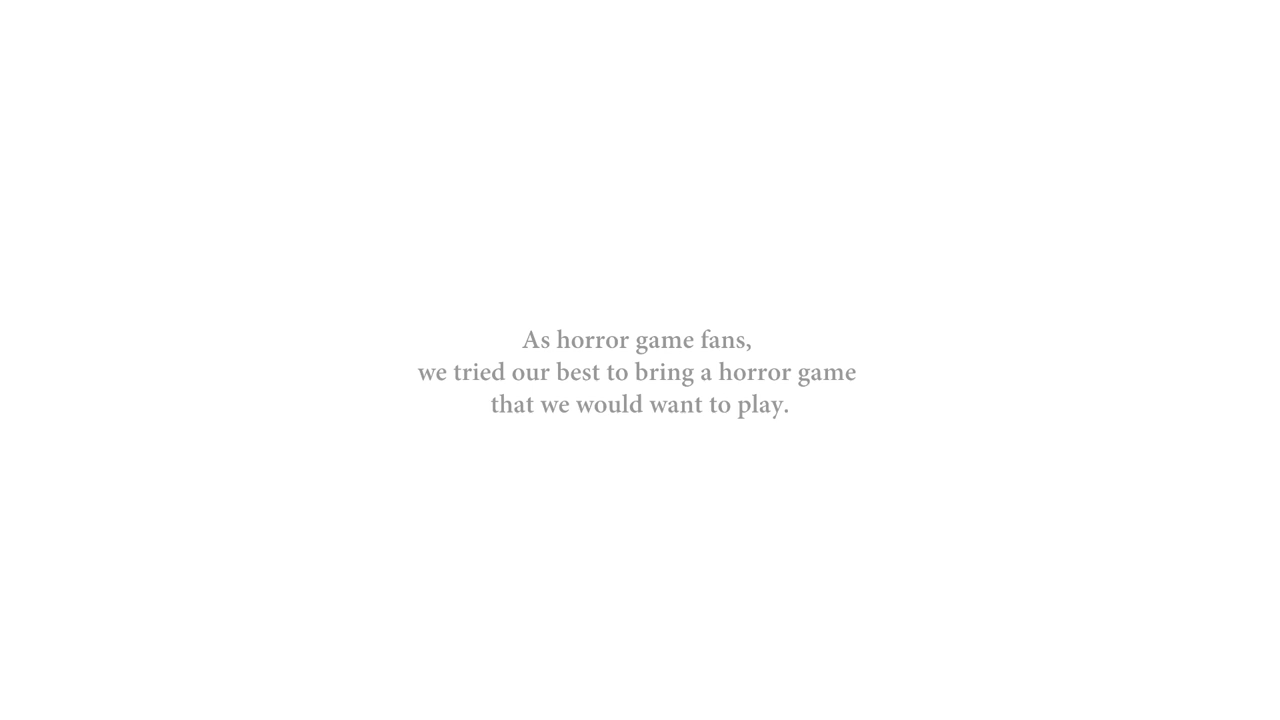 As horror game fans,
we tried our best to bring a horror game
that we would want to play.